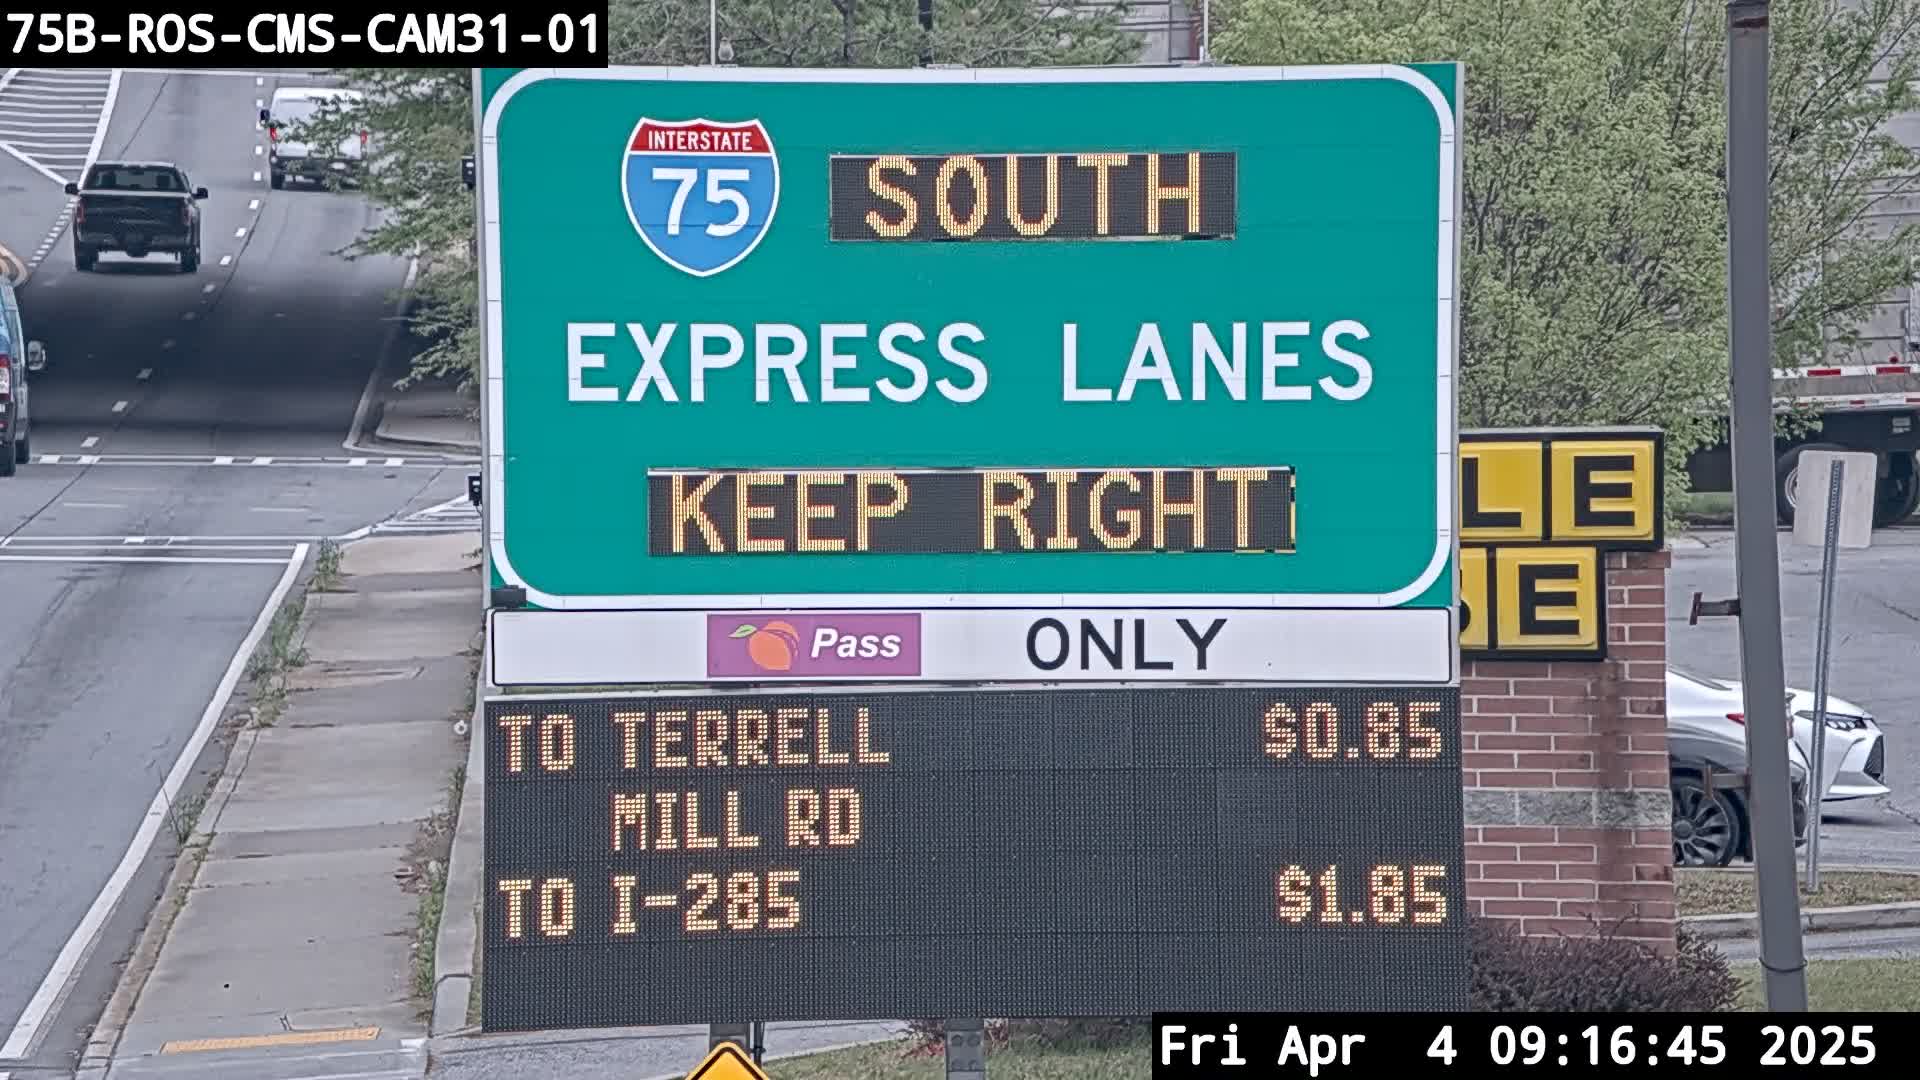 75B-ROS-CMS-CAM31-01
INTERSTATE
75
SOUTH
EXPRESS LANES
KEEP RIGHT
Pass ONLY
TO TERRELL $0.85
MILL RD
TO I-285 $1.85
LE
E
Fri Apr 4 09:16:45 2025